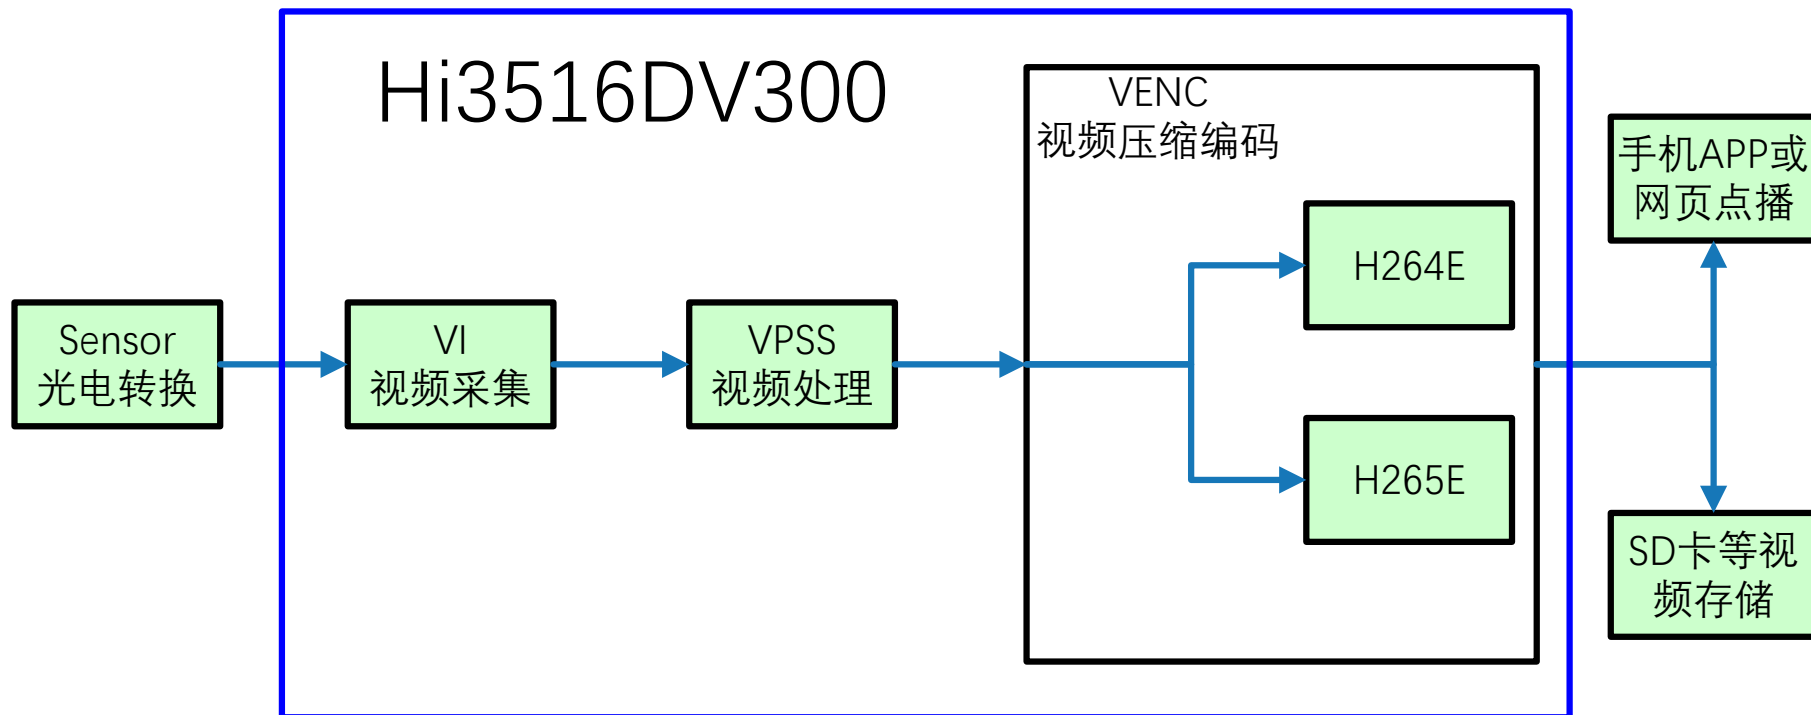 Hi3516DV300
Sensor
光电转换
VI
视频采集
VPSS
视频处理
VENC
视频压缩编码
H264E
H265E
手机APP或
网页点播
SD卡等视
频存储